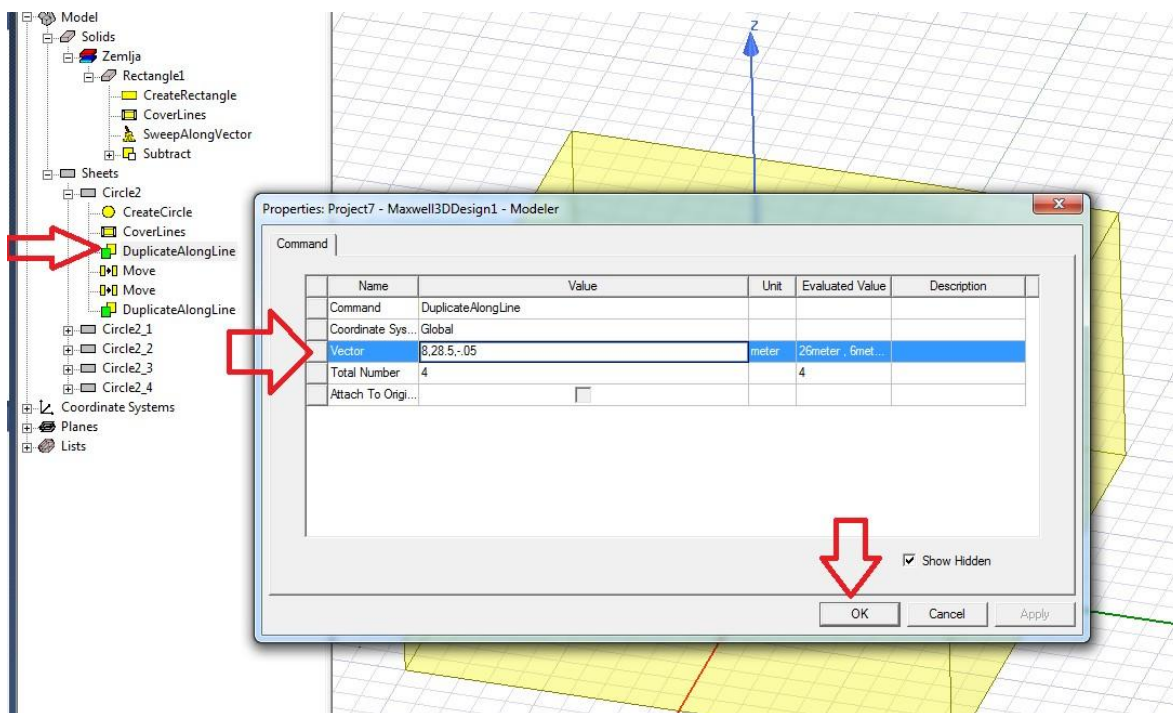 Model
Solids
Zemlja
Rectangle1
CreateRectangle
CoverLines
SweepAlongVector
Subtract
Sheets
Circle2
CreateCircle
CoverLines
DuplicateAlongLine
Move
Move
DuplicateAlongLine
Circle2_1
Circle2_2
Circle2_3
Circle2_4
Coordinate Systems
Planes
Lists
z
Properties: Project7 - Maxwell3DDesign1 - Modeler
x
Command
Name Value Unit Evaluated Value Description
Command DuplicateAlongLine
Coordinate Sys... Global
Vector 8,28.5,-.05 meter 26meter , 6met...
Total Number 4 4
Attach To Origi...
Show Hidden
OK Cancel Apply